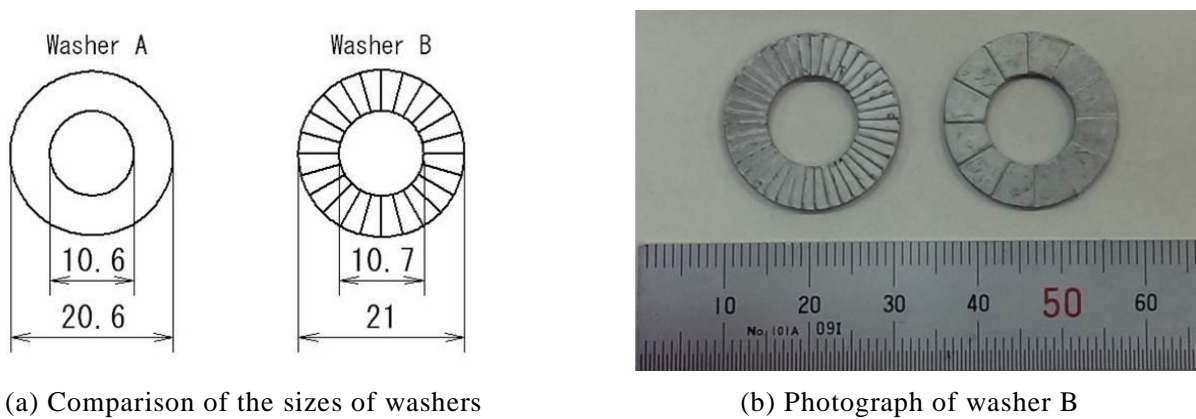 Washer A
Washer B
10.6
10.7
20.6
21
10 20 30 40 50 60
No. 101A 091
(a) Comparison of the sizes of washers
(b) Photograph of washer B